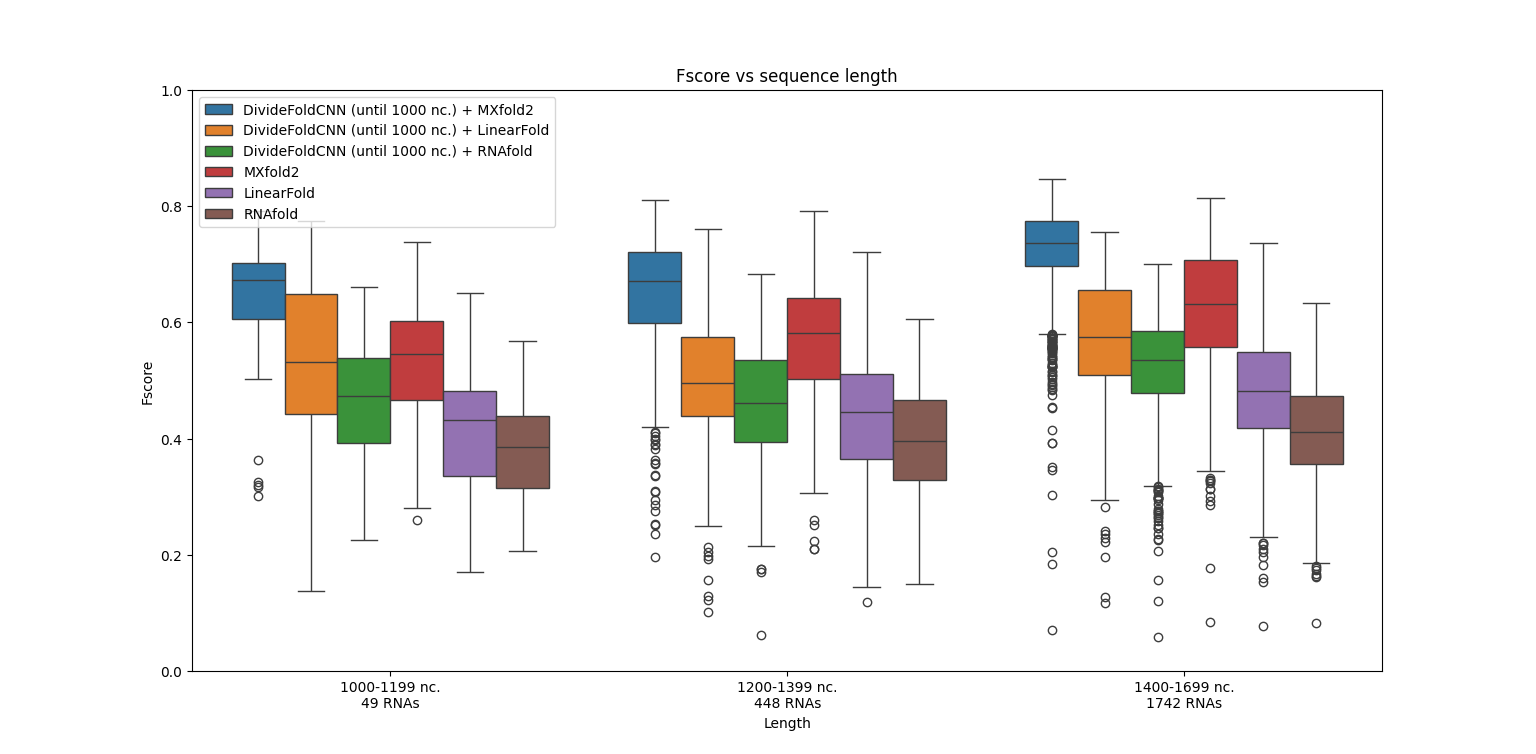 Fscore vs sequence length
1.0
0.8
0.6
0.4
0.2
0.0
Fscore
DivideFoldCNN (until 1000 nc.) + MXfold2
DivideFoldCNN (until 1000 nc.) + LinearFold
DivideFoldCNN (until 1000 nc.) + RNAfold
MXfold2
LinearFold
RNAfold
1000-1199 nc.
49 RNAs
1200-1399 nc.
448 RNAs
1400-1699 nc.
1742 RNAs
Length